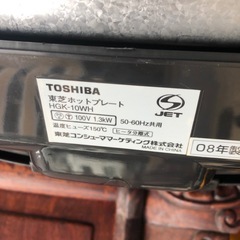 TOSHIBA
東芝ホットプレート
HGK-10WH
100V 1.3kW 50-60Hz共用
温度ヒューズ150℃ ヒータ分離式
東芝コンシューママーケティング株式会社
MADE IN CHINA
JET
08年製